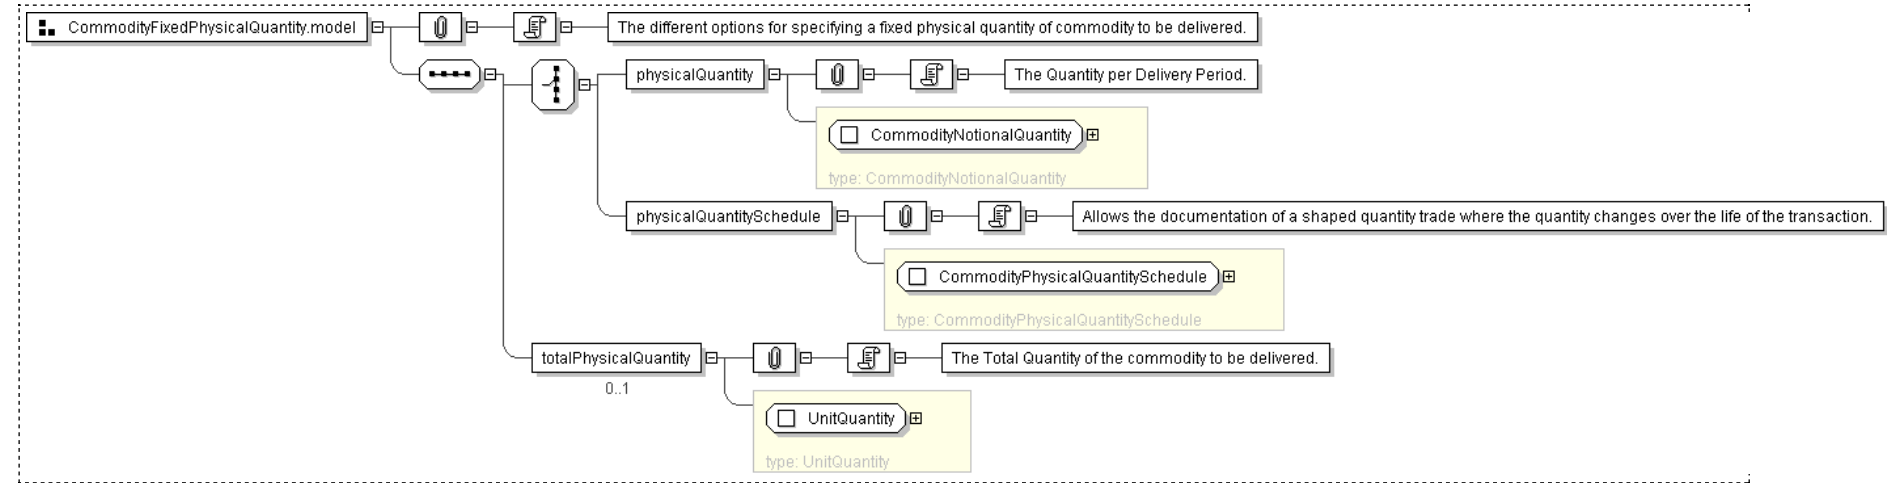 CommodityFixedPhysicalQuantity.model
The different options for specifying a fixed physical quantity of commodity to be delivered.
physicalQuantity
The Quantity per Delivery Period.
CommodityNotionalQuantity
type: CommodityNotionalQuantity
physicalQuantitySchedule
Allows the documentation of a shaped quantity trade where the quantity changes over the life of the transaction.
CommodityPhysicalQuantitySchedule
type: CommodityPhysicalQuantitySchedule
totalPhysicalQuantity
The Total Quantity of the commodity to be delivered.
0..1
UnitQuantity
type: UnitQuantity